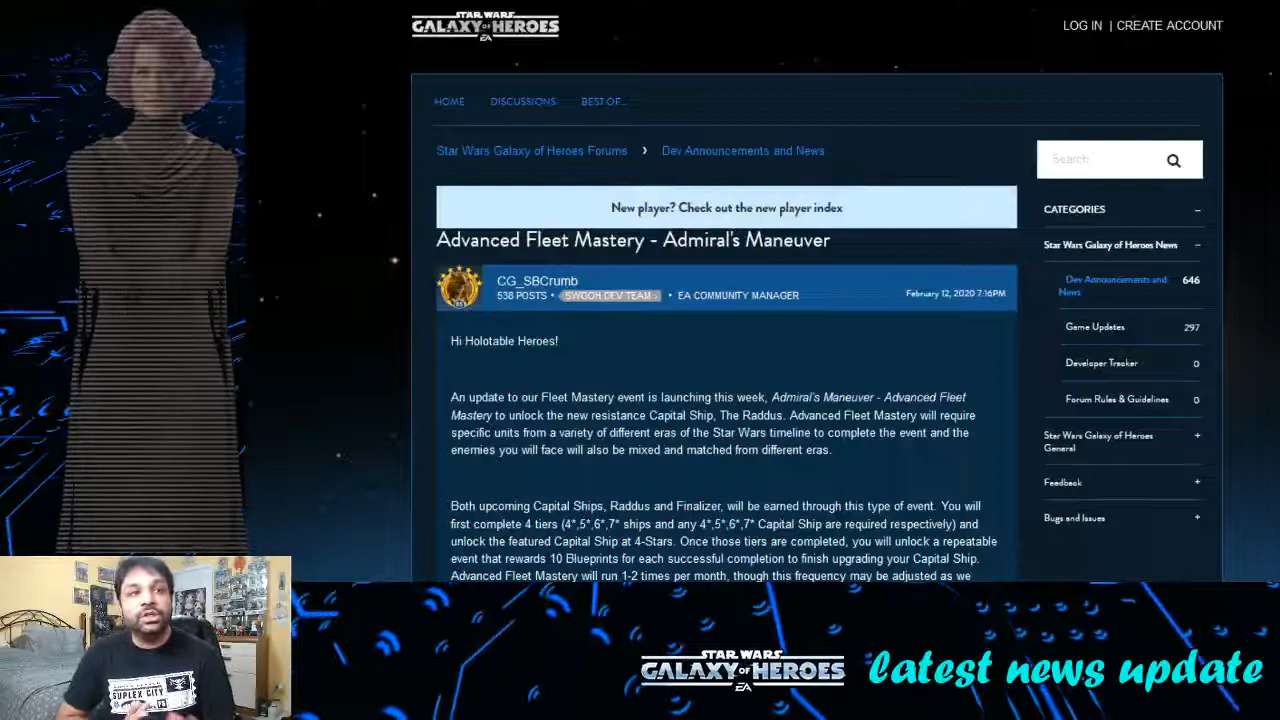 STAR WARS
GALAXY OF HEROES
EA
LOG IN | CREATE ACCOUNT
HOME DISCUSSIONS BEST OF...
Star Wars Galaxy of Heroes Forums › Dev Announcements and News
New player? Check out the new player index
Advanced Fleet Mastery - Admiral's Maneuver
CG_SBCrumb
538 POSTS • SWGOH DEV TEAM • EA COMMUNITY MANAGER
February 12, 2020 7:16PM
Hi Holotable Heroes!
An update to our Fleet Mastery event is launching this week, Admiral's Maneuver - Advanced Fleet
Mastery to unlock the new resistance Capital Ship, The Raddus. Advanced Fleet Mastery will require
specific units from a variety of different eras of the Star Wars timeline to complete the event and the
enemies you will face will also be mixed and matched from different eras.
Both upcoming Capital Ships, Raddus and Finalizer, will be earned through this type of event. You will
first complete 4 tiers (4*,5*,6*,7* ships and any 4*,5*,6*,7* Capital Ship are required respectively) and
unlock the featured Capital Ship at 4-Stars. Once those tiers are completed, you will unlock a repeatable
event that rewards 10 Blueprints for each successful completion to finish upgrading your Capital Ship.
Advanced Fleet Mastery will run 1-2 times per month, though this frequency may be adjusted as we
Search
CATEGORIES –
Star Wars Galaxy of Heroes News –
Dev Announcements and 646
News
Game Updates 297
Developer Tracker 0
Forum Rules & Guidelines 0
Star Wars Galaxy of Heroes +
General
Feedback +
Bugs and Issues +
SUPLEX CITY
STAR WARS
GALAXY OF HEROES
EA
latest news update